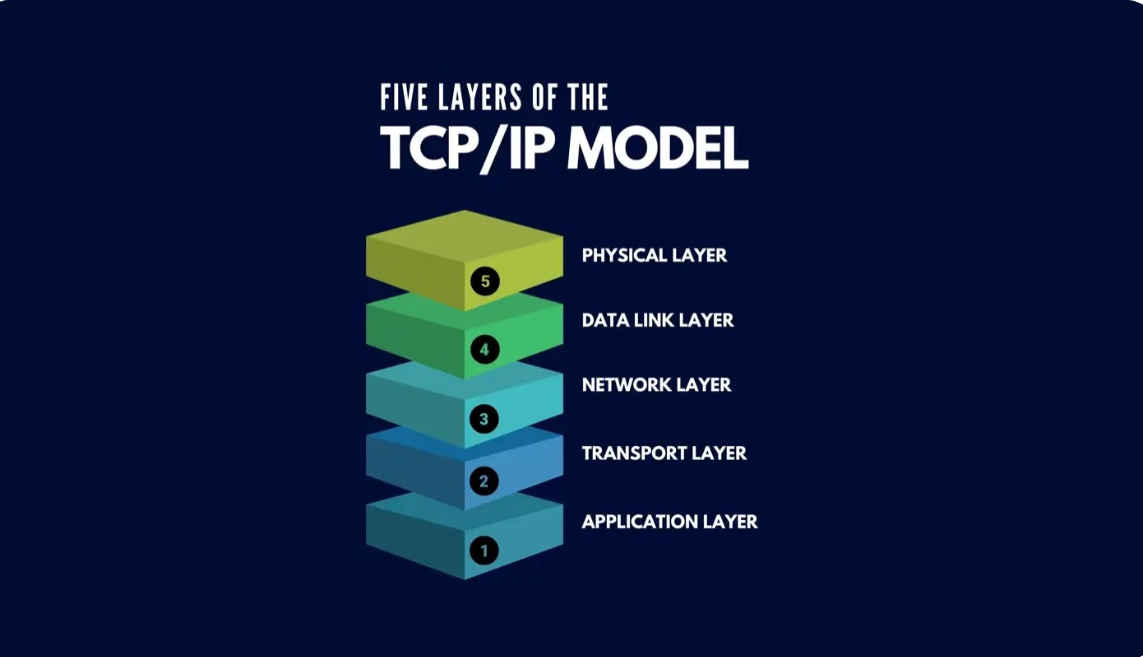 FIVE LAYERS OF THE
TCP/IP MODEL
5
PHYSICAL LAYER
4
DATA LINK LAYER
3
NETWORK LAYER
2
TRANSPORT LAYER
1
APPLICATION LAYER